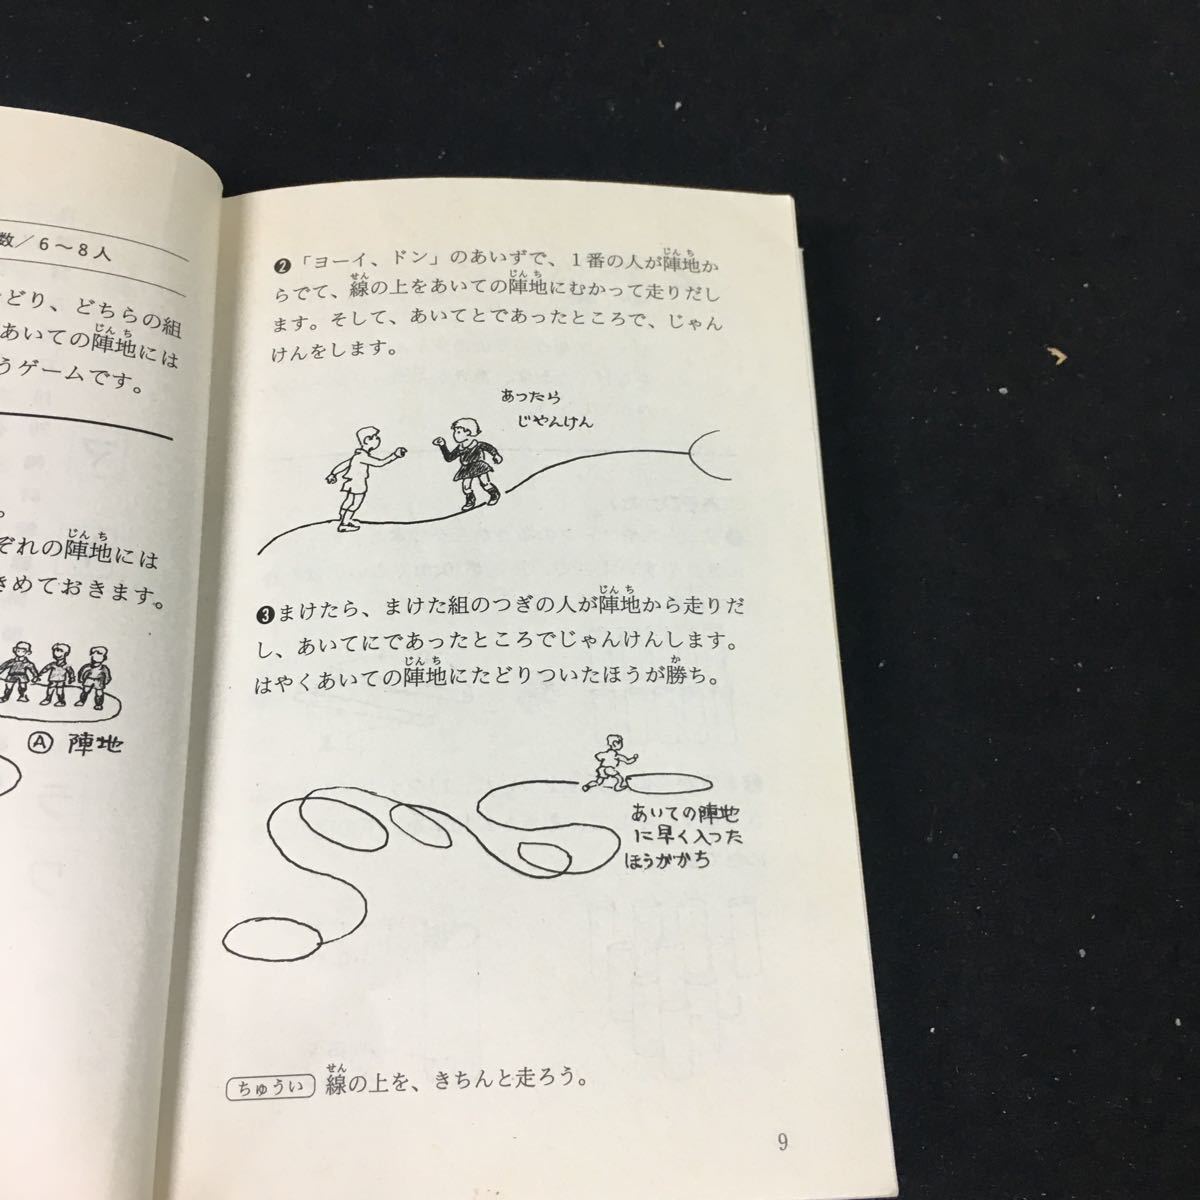 数/6〜8人
どり、どちらの組
あいての陣地には
うゲームです。
。
ぞれの陣地には
きめておきます。
Ⓐ 陣地
❷「ヨーイ、ドン」のあいずで、1番の人が陣地か
らでて、線の上をあいての陣地にむかって走りだし
ます。そして、あいてとであったところで、じゃん
けんをします。
あったら
じゃんけん
❸まけたら、まけた組のつぎの人が陣地から走りだ
し、あいてにであったところでじゃんけんします。
はやくあいての陣地にたどりついたほうが勝ち。
あいての陣地
に早く入った
ほうがかち
ちゅうい 線の上を、きちんと走ろう。
9